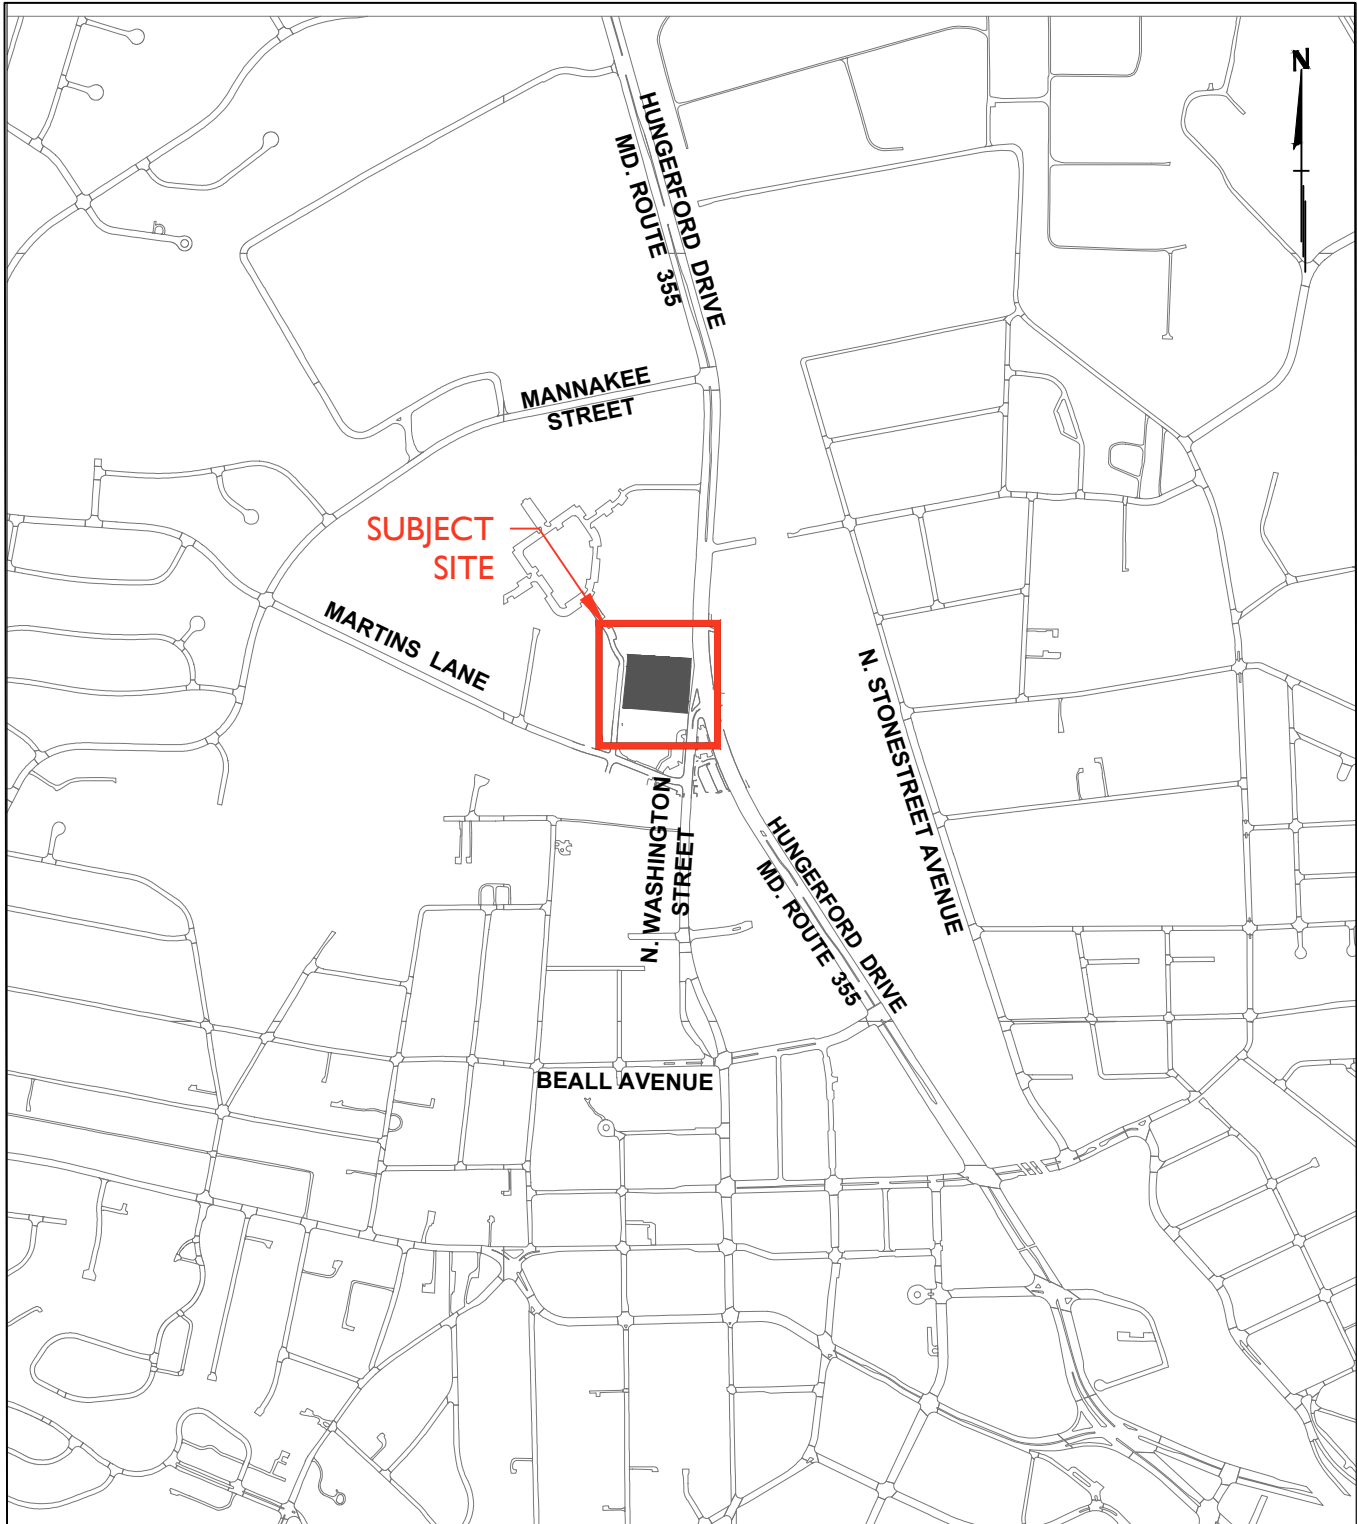 N
HUNGERFORD DRIVE
MD. ROUTE 355
MANNAKEE
STREET
SUBJECT
SITE
MARTINS LANE
N. STONESTREET AVENUE
N. WASHINGTON
STREET
HUNGERFORD DRIVE
MD. ROUTE 355
BEALL AVENUE